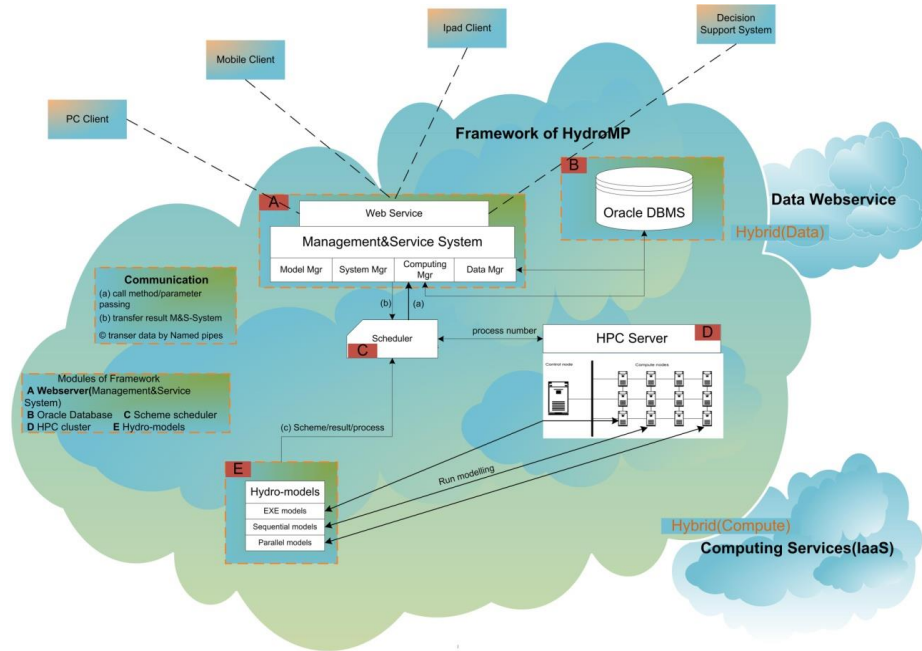 Ipad Client
Decision
Support System
Mobile Client
PC Client
Framework of HydroMP
B
Oracle DBMS
Data Webservice
Hybrid(Data)
A
Web Service
Management&Service System
Model Mgr
System Mgr
Computing
Mgr
Data Mgr
Communication
(a) call method/parameter
passing
(b) transfer result M&S-System
© transer data by Named pipes
(b)
(a)
Scheduler
C
process number
HPC Server
D
Control node
Compute nodes
Modules of Framework
A Webserver(Management&Service
System)
B Oracle Database C Scheme scheduler
D HPC cluster E Hydro-models
(c) Scheme/result/process
E
Hydro-models
EXE models
Sequential models
Parallel models
Run modelling
Hybrid(Compute)
Computing Services(IaaS)